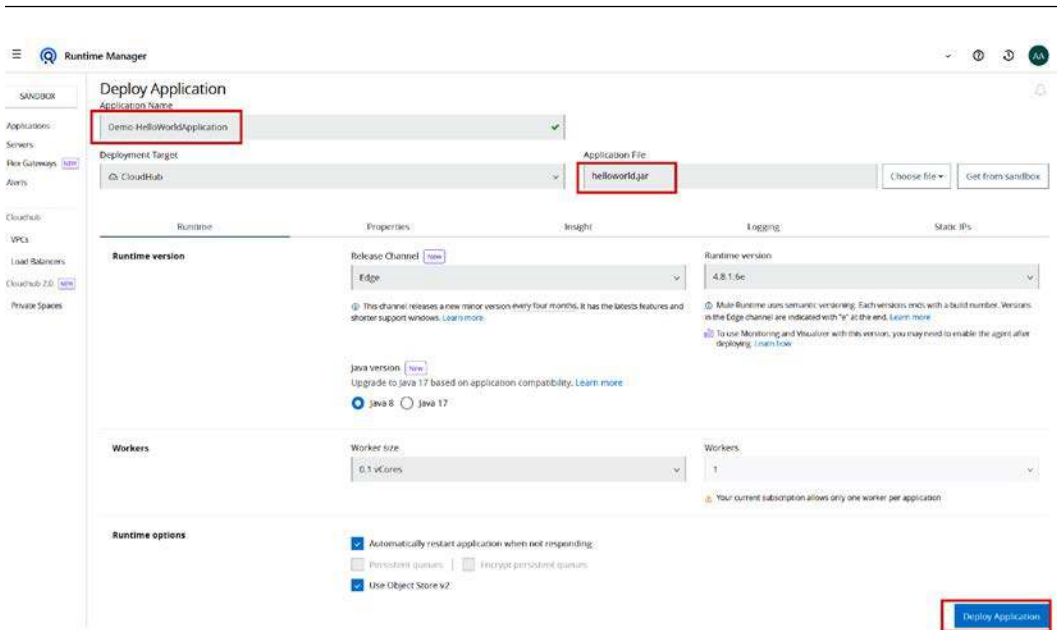 Runtime Manager
AA
SANDBOX
Applications
Servers
Flex Gateways NEW
Alerts
Cloudhub
VPCs
Load Balancers
Cloudhub 2.0 NEW
Private Spaces
Deploy Application
Application Name
Demo-HelloWorldApplication
Deployment Target
Application File
CloudHub
helloworld.jar
Choose file
Get from sandbox
Runtime Properties Insight Logging Static IPs
Runtime version
Release Channel New
Edge
This channel releases a new minor version every four months. It has the latests features and
shorter support windows. Learn more
Runtime version
4.8.1:6e
Mule Runtime uses semantic versioning. Each versions ends with a build number. Versions
in the Edge channel are indicated with "e" at the end. Learn more
To use Monitoring and Visualizer with this version, you may need to enable the agent after
deploying. Learn how
Java version New
Upgrade to Java 17 based on application compatibility. Learn more
Java 8 Java 17
Workers
Worker size
0.1 vCores
Workers
1
Your current subscription allows only one worker per application
Runtime options
Automatically restart application when not responding
Persistent queues | Encrypt persistent queues
Use Object Store v2
Deploy Application